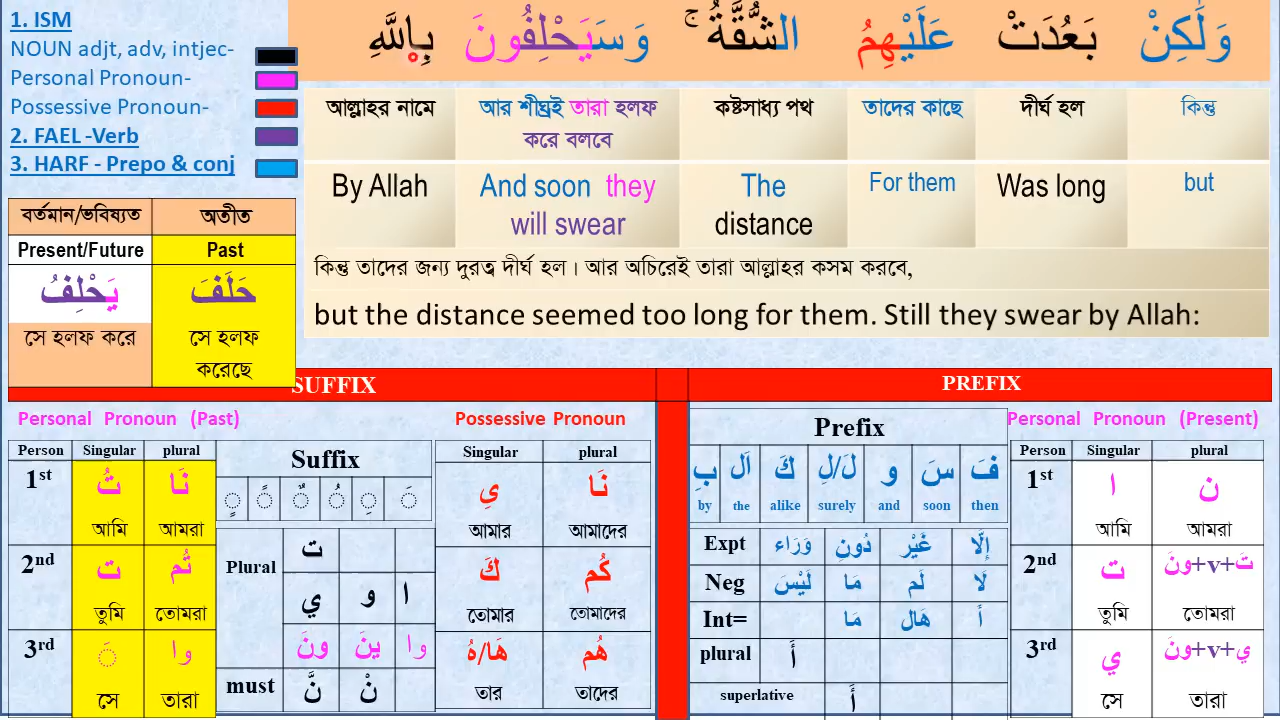 1. ISM
NOUN adjt, adv, intjec-
Personal Pronoun-
Possessive Pronoun-
2. FAEL -Verb
3. HARF - Prepo & conj
وَلَٰكِنْ بَعُدَتْ عَلَيْهِمُ الشُّقَّةُ ۚ وَسَيَحْلِفُونَ بِاللَّهِ
আল্লাহর নামে আর শীঘ্রই তারা হলফ কষ্টসাধ্য পথ তাদের কাছে দীর্ঘ হল কিন্তু
করে বলবে
By Allah And soon they The For them Was long but
will swear distance
কিন্তু তাদের জন্য দুরত্ব দীর্ঘ হল। আর অচিরেই তারা আল্লাহর কসম করবে,
but the distance seemed too long for them. Still they swear by Allah:
বর্তমান/ভবিষ্যত অতীত
Present/Future Past
يَحْلِفُ حَلَفَ
সে হলফ করে সে হলফ
করেছে
SUFFIX
Personal Pronoun (Past)
Person Singular plural
1st تُ نَا
আমি আমরা
2nd ت تُم
তুমি তোমরা
3rd َ وا
সে তারা
Suffix
ٍ ً ٌ ُ ِ َ
Plural ت
ي و ا
ونَ ينَ وا
must نَّ نْ
Possessive Pronoun
Singular plural
يِ نَا
আমার আমাদের
كَ كُم
তোমার তোমাদের
هَا/هُ هُم
তার তাদের
PREFIX
Prefix
بِ اَل كَ لَ/لِ و سَ فَ
by the alike surely and soon then
Expt وَرَاء دُونِ غَيْر إِلَّا
Neg لَيْسَ مَا لَم لَا
Int= مَا هَال أَ
plural أَ
superlative أَ
Personal Pronoun (Present)
Person Singular plural
1st ا ن
আমি আমরা
2nd ت تَ+v+ونَ
তুমি তোমরা
3rd ي ي+v+ونَ
সে তারা